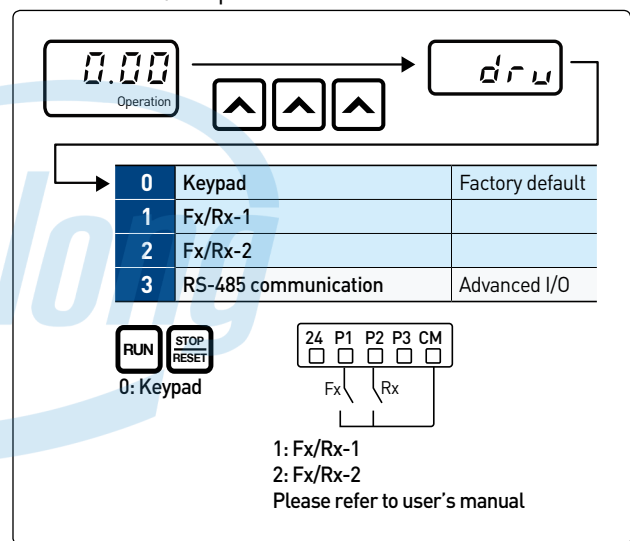 0.00
Operation
drv
0 Keypad Factory default
1 Fx/Rx-1
2 Fx/Rx-2
3 RS-485 communication Advanced I/O
RUN STOP RESET
0: Keypad
24 P1 P2 P3 CM
Fx Rx
1: Fx/Rx-1
2: Fx/Rx-2
Please refer to user's manual